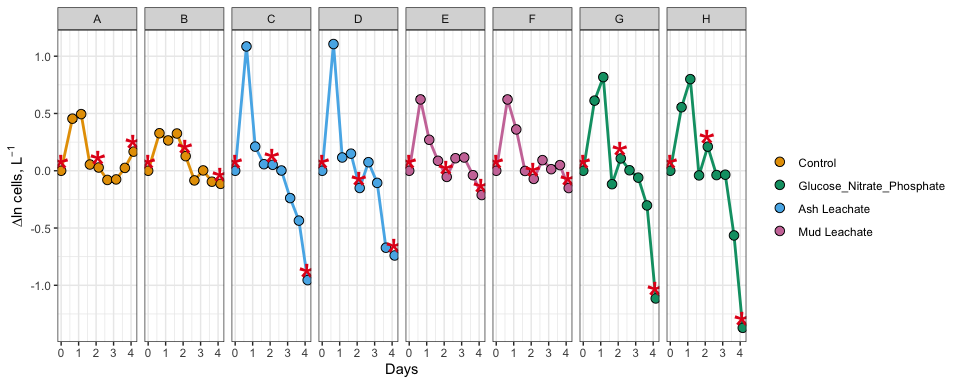 A B C D E F G H
1.0
0.5
0.0
-0.5
-1.0
Δln cells, L⁻¹
0 1 2 3 4 0 1 2 3 4 0 1 2 3 4 0 1 2 3 4 0 1 2 3 4 0 1 2 3 4 0 1 2 3 4 0 1 2 3 4
Days
Control
Glucose_Nitrate_Phosphate
Ash Leachate
Mud Leachate